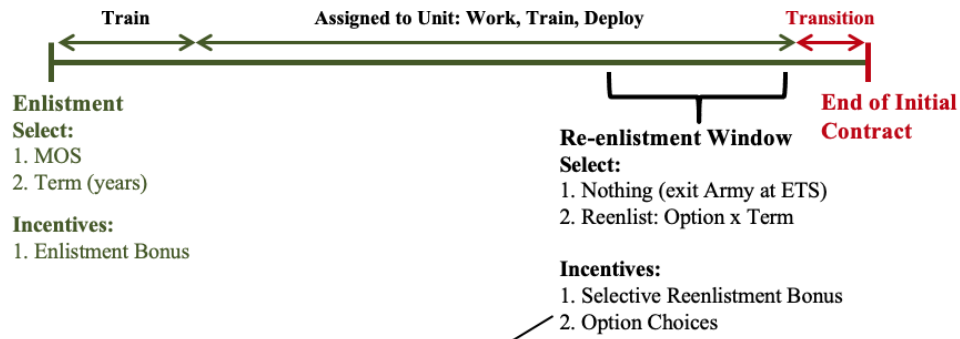 Train
Assigned to Unit: Work, Train, Deploy
Transition
Enlistment
Select:
1. MOS
2. Term (years)
Incentives:
1. Enlistment Bonus
Re-enlistment Window
Select:
1. Nothing (exit Army at ETS)
2. Reenlist: Option x Term
Incentives:
1. Selective Reenlistment Bonus
2. Option Choices
End of Initial
Contract